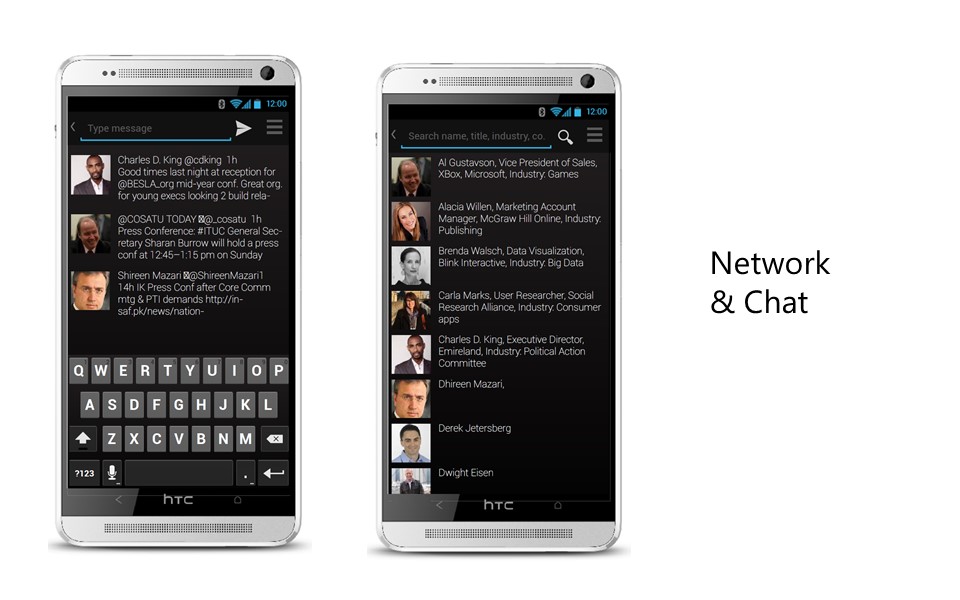 12:00
Type message
Charles D. King @cdking 1h
Good times last night at reception for
@BESLA_org mid-year conf. Great org.
for young execs looking 2 build rela-
@COSATU TODAY @_cosatu 1h
Press Conference: #ITUC General Sec-
retary Sharan Burrow will hold a press
conf at 12:45–1:15 pm on Sunday
Shireen Mazari @ShireenMazari1
14h IK Press Conf after Core Comm
mtg & PTI demands http://in-
saf.pk/news/nation-
Q W E R T Y U I O P
A S D F G H J K L
Z X C V B N M
?123 .
hTC
12:00
Search name, title, industry, co.
Al Gustavson, Vice President of Sales,
XBox, Microsoft, Industry: Games
Alacia Willen, Marketing Account
Manager, McGraw Hill Online, Industry:
Publishing
Brenda Walsch, Data Visualization,
Blink Interactive, Industry: Big Data
Carla Marks, User Researcher, Social
Research Alliance, Industry: Consumer
apps
Charles D. King, Executive Director,
Emireland, Industry: Political Action
Committee
Dhireen Mazari,
Derek Jetersberg
Dwight Eisen
hTC
Network
& Chat